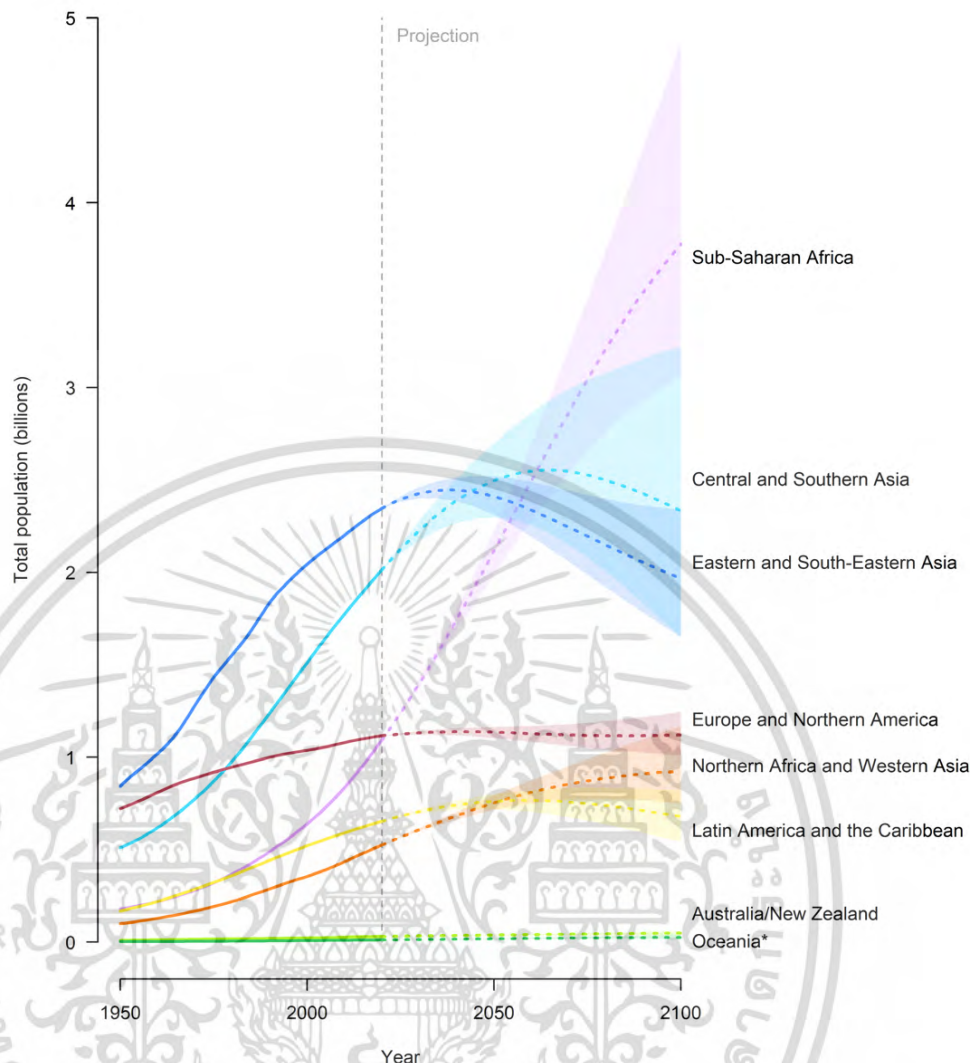 5
Projection
4
Sub-Saharan Africa
3
Total population (billions)
Central and Southern Asia
Eastern and South-Eastern Asia
2
Europe and Northern America
1
Northern Africa and Western Asia
Latin America and the Caribbean
Australia/New Zealand
0
Oceania*
1950
2000
2050
2100
Year